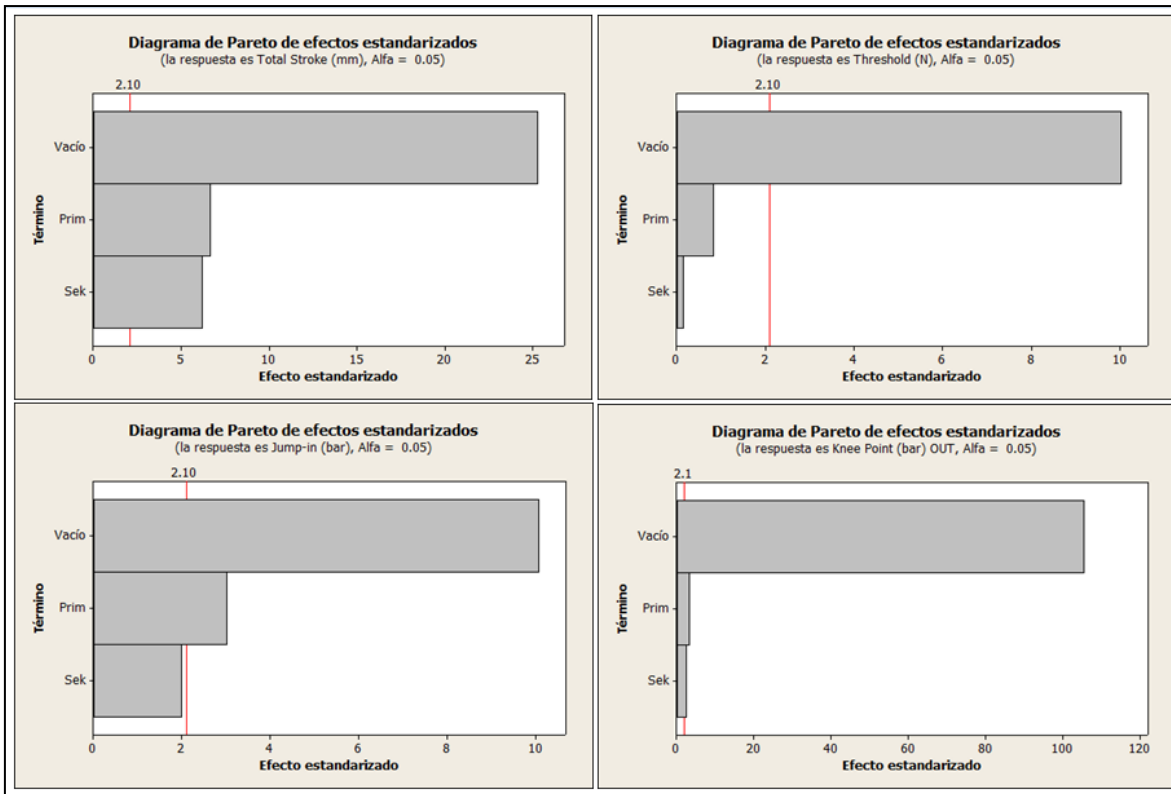 Diagrama de Pareto de efectos estandarizados
(la respuesta es Total Stroke (mm), Alfa = 0.05)
2.10
Vacío
Prim
Sek
Término
0 5 10 15 20 25
Efecto estandarizado
Diagrama de Pareto de efectos estandarizados
(la respuesta es Threshold (N), Alfa = 0.05)
2.10
Vacío
Prim
Sek
Término
0 2 4 6 8 10
Efecto estandarizado
Diagrama de Pareto de efectos estandarizados
(la respuesta es Jump-in (bar), Alfa = 0.05)
2.10
Vacío
Prim
Sek
Término
0 2 4 6 8 10
Efecto estandarizado
Diagrama de Pareto de efectos estandarizados
(la respuesta es Knee Point (bar) OUT, Alfa = 0.05)
2.1
Vacío
Prim
Sek
Término
0 20 40 60 80 100 120
Efecto estandarizado